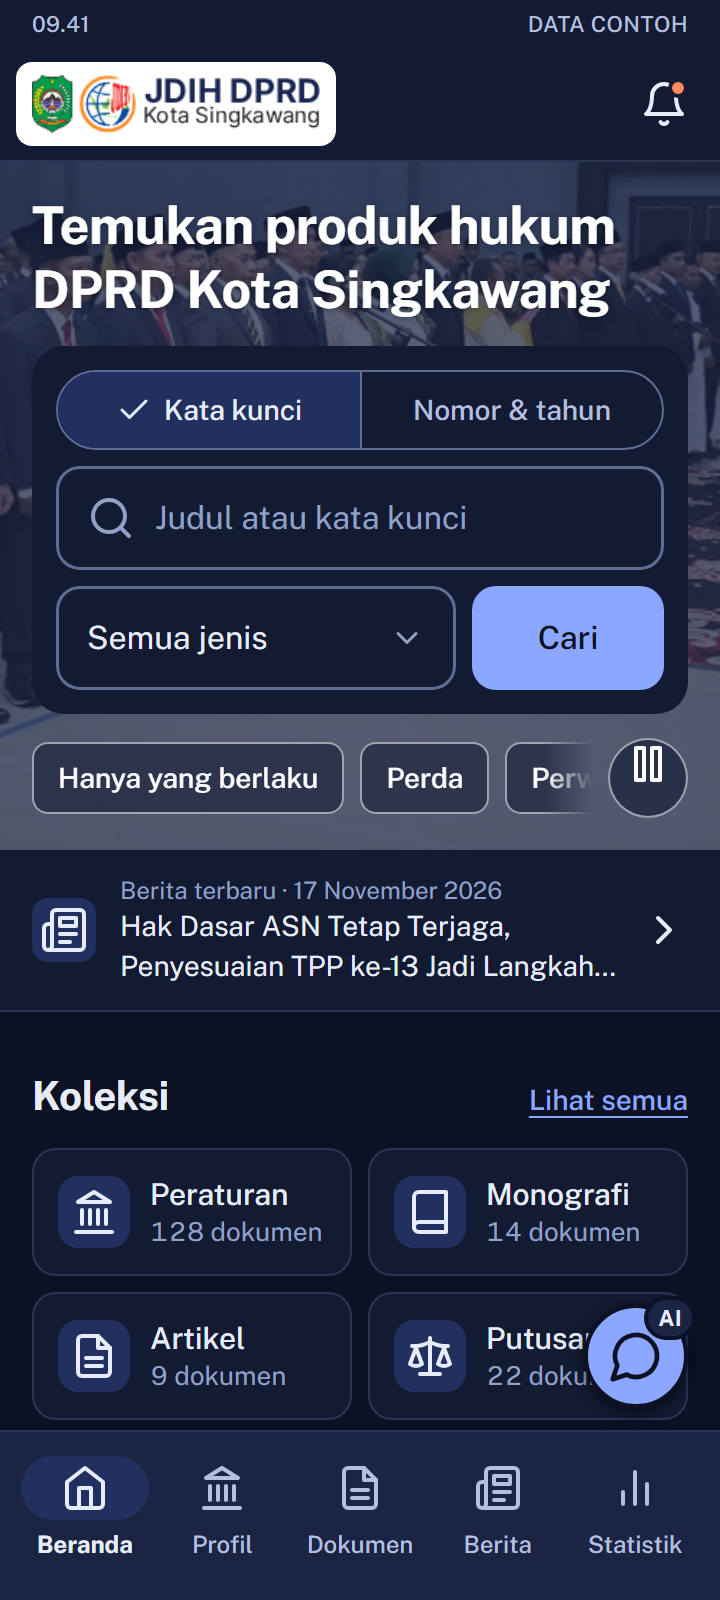 09.41
DATA CONTOH
JDIH DPRD
Kota Singkawang
Temukan produk hukum
DPRD Kota Singkawang
Kata kunci
Nomor & tahun
Judul atau kata kunci
Semua jenis
Cari
Hanya yang berlaku
Perda
Berita terbaru · 17 November 2026
Hak Dasar ASN Tetap Terjaga,
Penyesuaian TPP ke-13 Jadi Langkah...
Koleksi
Lihat semua
Peraturan
128 dokumen
Monografi
14 dokumen
Artikel
9 dokumen
22
AI
Beranda
Profil
Dokumen
Berita
Statistik